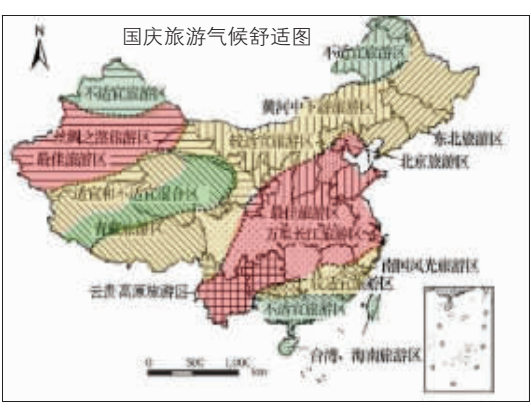 国庆旅游气候舒适图
N
不适宜旅游区
不适宜旅游区
黄河中下游旅游区
丝绸之路旅游区
较适宜旅游区
东北旅游区
最佳旅游区
北京旅游区
适宜和不适宜混合区
最佳旅游区
青藏旅游区
万里长江旅游区
南国风光旅游区
云贵高原旅游区
较适宜旅游区
不适宜旅游区
台湾、海南旅游区
0 500 1,000
km